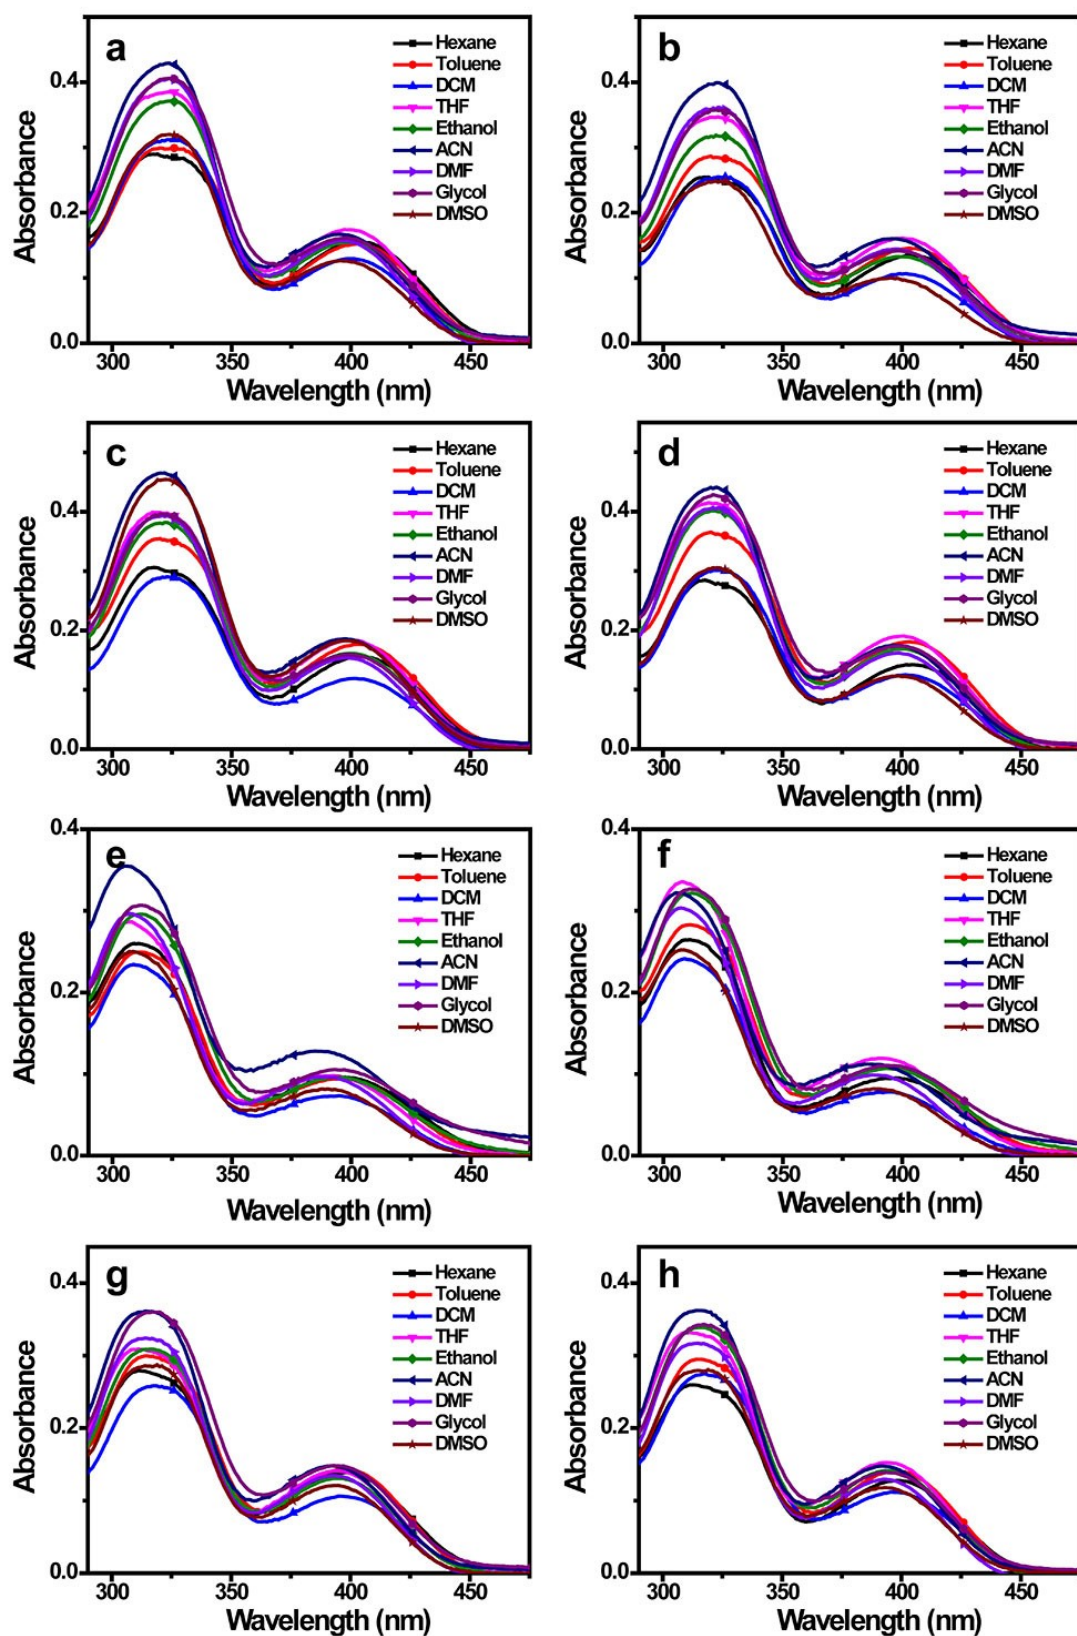 a
Hexane
Toluene
DCM
THF
Ethanol
ACN
DMF
Glycol
DMSO
Absorbance
0.4
0.2
0.0
300 350 400 450
Wavelength (nm)
b
Hexane
Toluene
DCM
THF
Ethanol
ACN
DMF
Glycol
DMSO
Absorbance
0.4
0.2
0.0
300 350 400 450
Wavelength (nm)
c
Hexane
Toluene
DCM
THF
Ethanol
ACN
DMF
Glycol
DMSO
Absorbance
0.4
0.2
0.0
300 350 400 450
Wavelength (nm)
d
Hexane
Toluene
DCM
THF
Ethanol
ACN
DMF
Glycol
DMSO
Absorbance
0.4
0.2
0.0
300 350 400 450
Wavelength (nm)
e
Hexane
Toluene
DCM
THF
Ethanol
ACN
DMF
Glycol
DMSO
Absorbance
0.4
0.2
0.0
300 350 400 450
Wavelength (nm)
f
Hexane
Toluene
DCM
THF
Ethanol
ACN
DMF
Glycol
DMSO
Absorbance
0.4
0.2
0.0
300 350 400 450
Wavelength (nm)
g
Hexane
Toluene
DCM
THF
Ethanol
ACN
DMF
Glycol
DMSO
Absorbance
0.4
0.2
0.0
300 350 400 450
Wavelength (nm)
h
Hexane
Toluene
DCM
THF
Ethanol
ACN
DMF
Glycol
DMSO
Absorbance
0.4
0.2
0.0
300 350 400 450
Wavelength (nm)